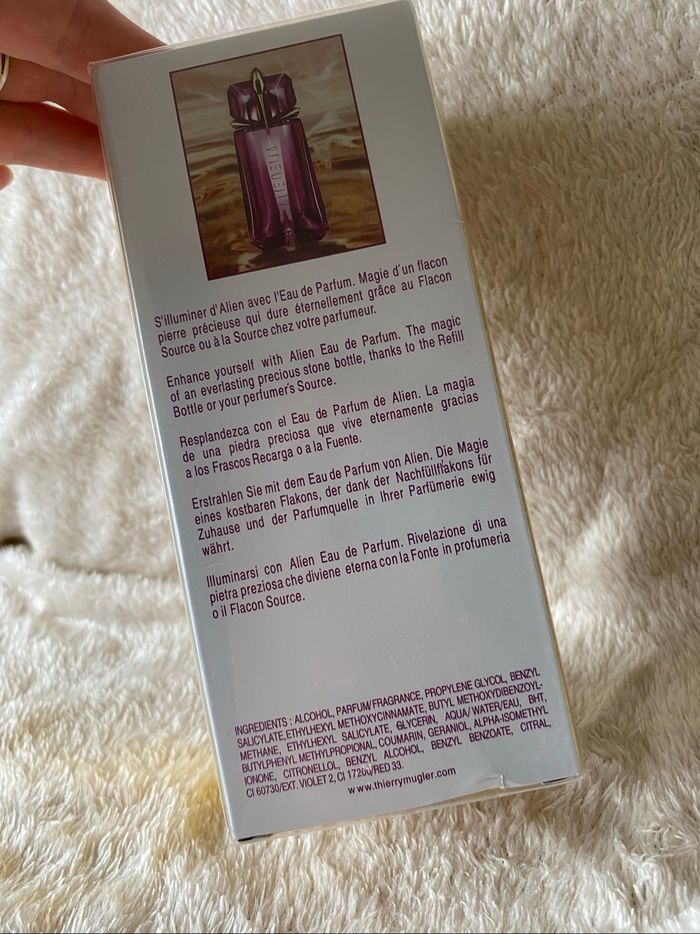 ALIEN
S'illuminer d'Alien avec l'Eau de Parfum. Magie d'un flacon
pierre précieuse qui dure éternellement grâce au Flacon
Source ou à la Source chez votre parfumeur.
Enhance yourself with Alien Eau de Parfum. The magic
of an everlasting precious stone bottle, thanks to the Refill
Bottle or your perfumer's Source.
Resplandezca con el Eau de Parfum de Alien. La magia
de una piedra preciosa que vive eternamente gracias
a los Frascos Recarga o a la Fuente.
Erstrahlen Sie mit dem Eau de Parfum von Alien. Die Magie
eines kostbaren Flakons, der dank der Nachfüllflakons für
Zuhause und der Parfumquelle in Ihrer Parfümerie ewig
währt.
Illuminarsi con Alien Eau de Parfum. Rivelazione di una
pietra preziosa che diviene eterna con la Fonte in profumeria
o il Flacon Source.
INGREDIENTS : ALCOHOL, PARFUM/FRAGRANCE, PROPYLENE GLYCOL, BENZYL
SALICYLATE, ETHYLHEXYL METHOXYCINNAMATE, BUTYL METHOXYDIBENZOYL-
METHANE, ETHYLHEXYL SALICYLATE, GLYCERIN, AQUA/WATER/EAU, BHT,
BUTYLPHENYL METHYLPROPIONAL, COUMARIN, GERANIOL, ALPHA-ISOMETHYL
IONONE, CITRONELLOL, BENZYL ALCOHOL, BENZYL BENZOATE, CITRAL,
CI 60730/EXT. VIOLET 2, CI 17200/RED 33.
www.thierrymugler.com